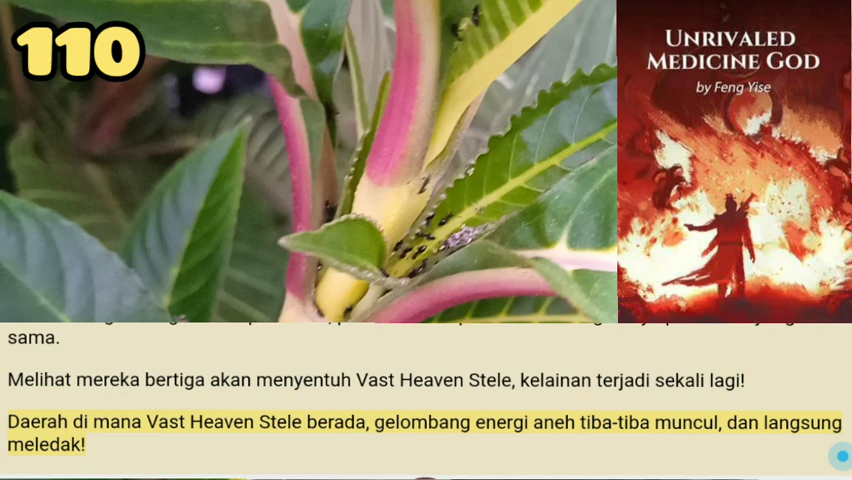 110
UNRIVALED
MEDICINE GOD
by Feng Yise
sama.
Melihat mereka bertiga akan menyentuh Vast Heaven Stele, kelainan terjadi sekali lagi!
Daerah di mana Vast Heaven Stele berada, gelombang energi aneh tiba-tiba muncul, dan langsung
meledak!